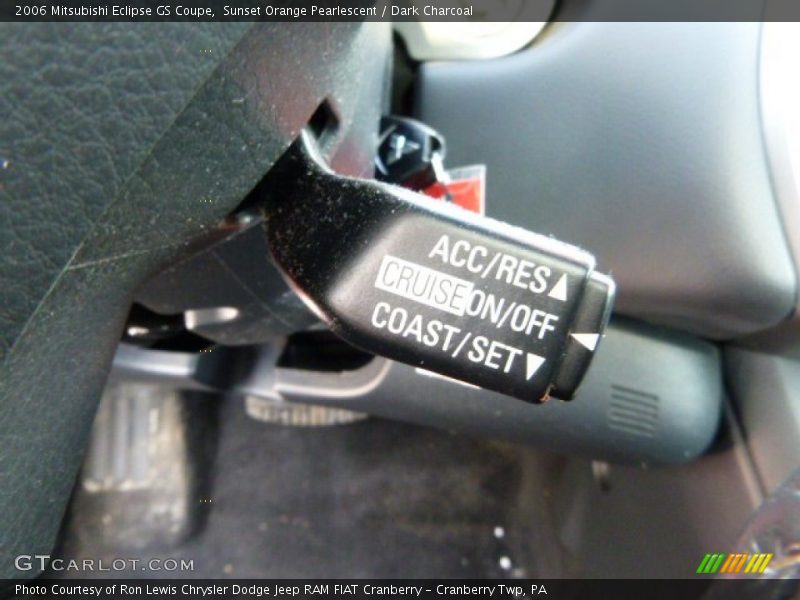 2006 Mitsubishi Eclipse GS Coupe,  Sunset Orange Pearlescent / Dark Charcoal
ACC/RES▲
CRUISE ON/OFF ◀
COAST/SET▼
GTCARLOT.COM
Photo Courtesy of Ron Lewis Chrysler Dodge Jeep RAM FIAT Cranberry – Cranberry Twp, PA